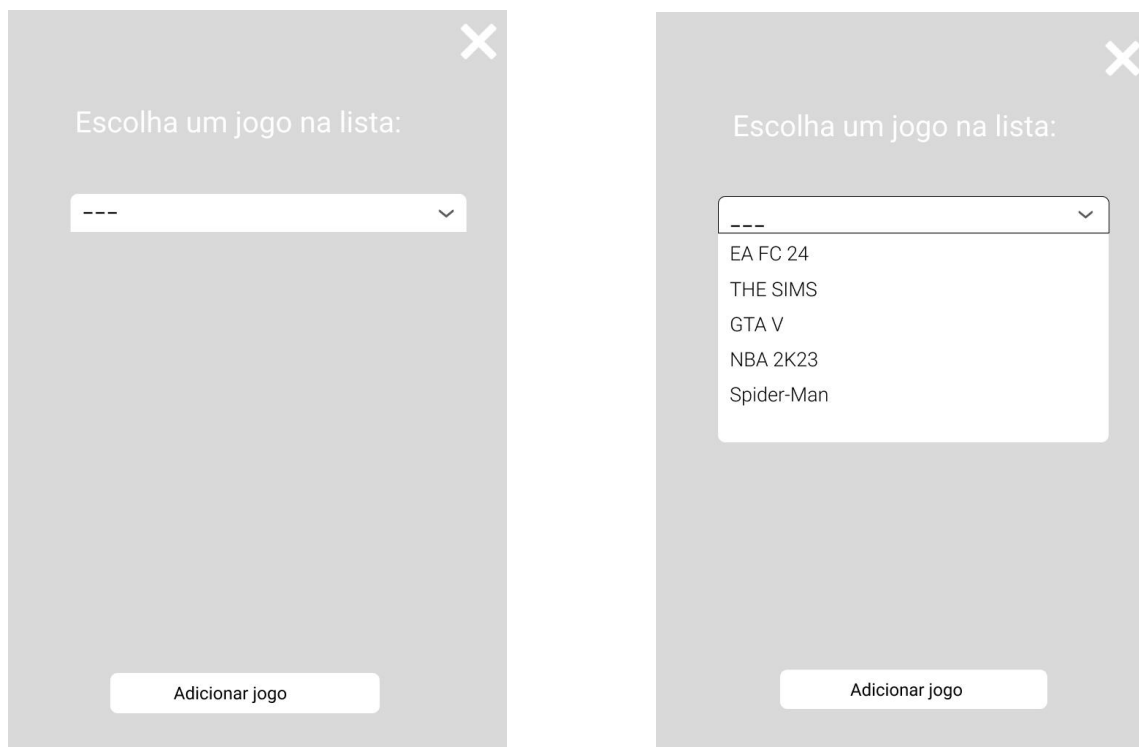 Escolha um jogo na lista:
---
Adicionar jogo
Escolha um jogo na lista:
---
EA FC 24
THE SIMS
GTA V
NBA 2K23
Spider-Man
Adicionar jogo